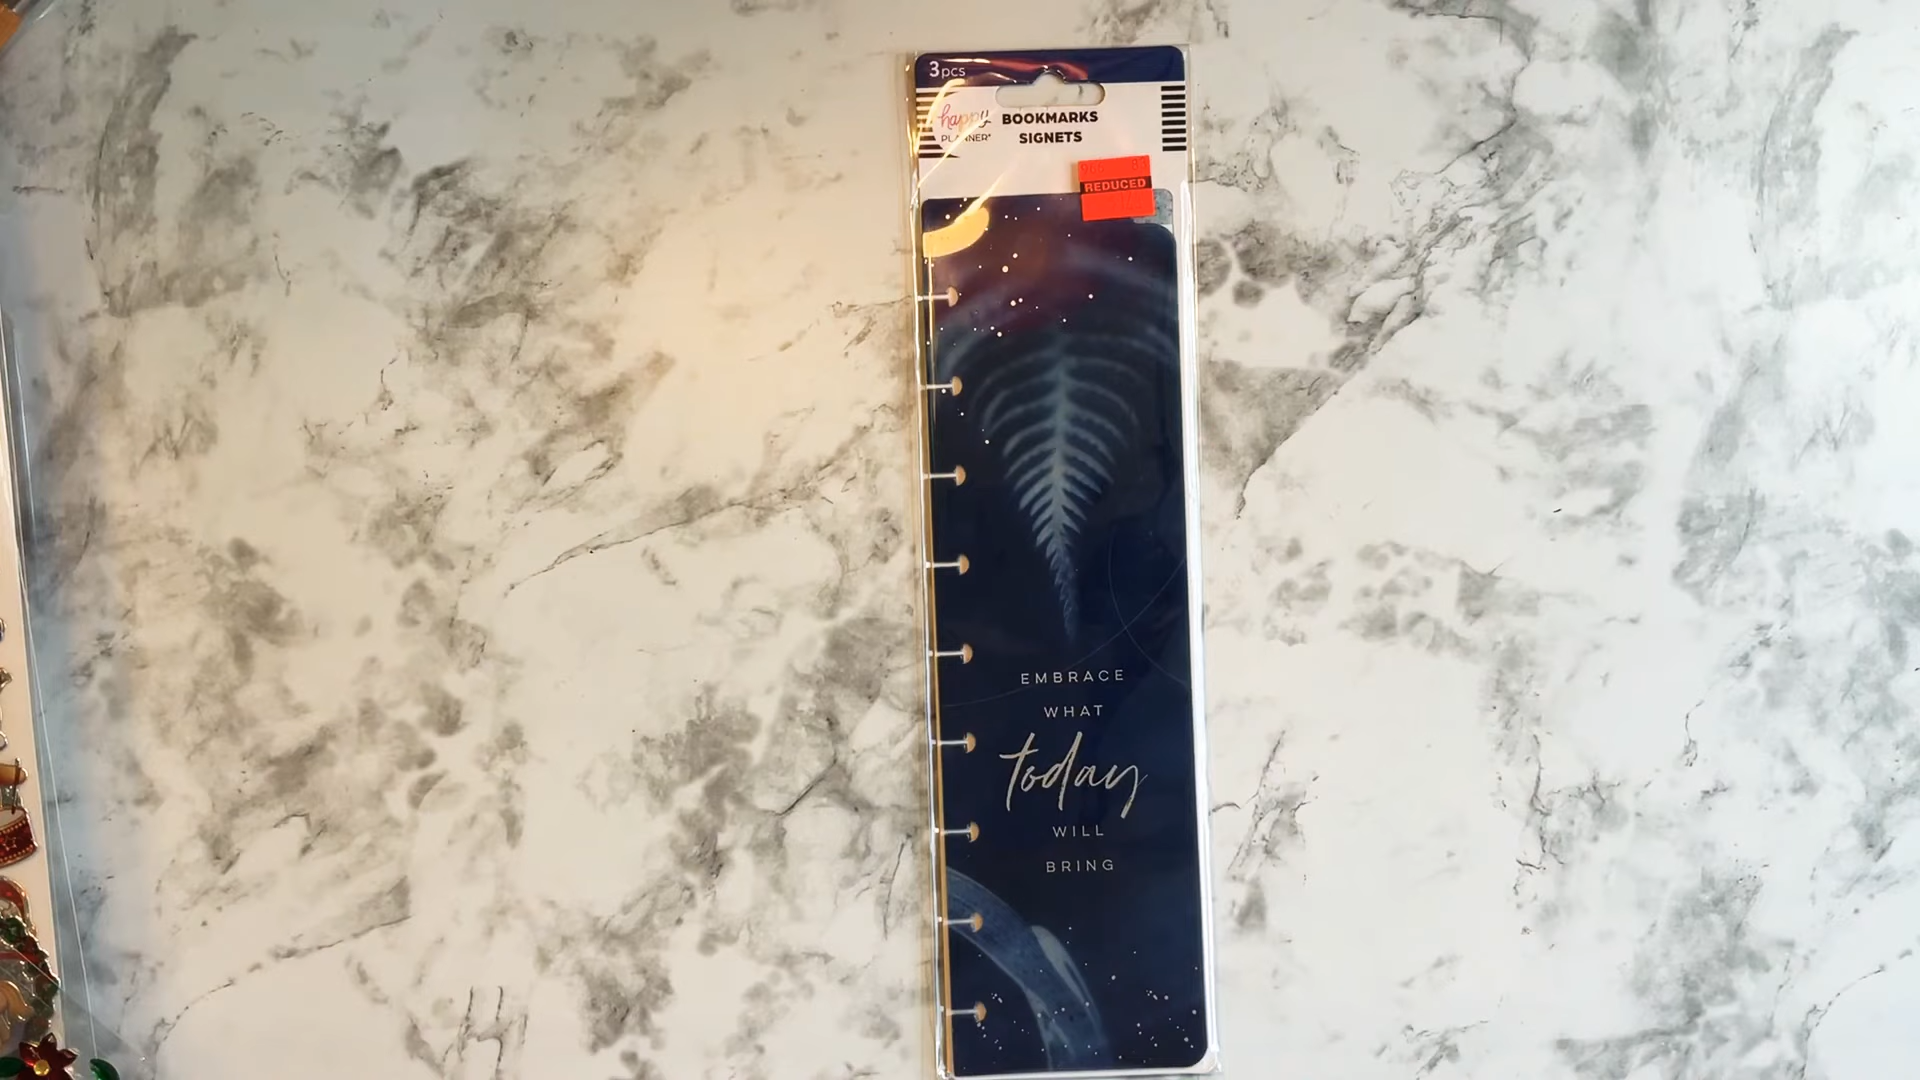 3pcs
happy
PLANNER®
BOOKMARKS
SIGNETS
REDUCED
EMBRACE
WHAT
today
WILL
BRING